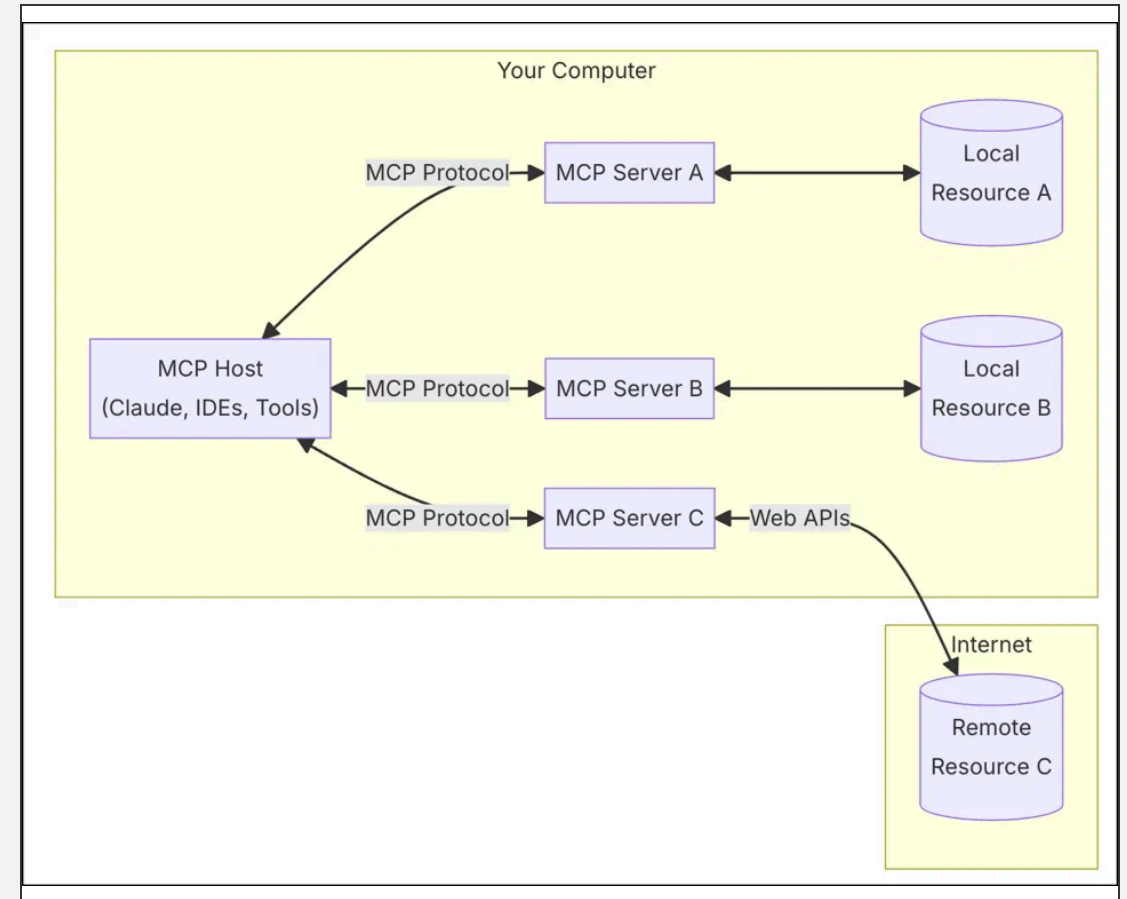 Your Computer
MCP Protocol
MCP Server A
Local
Resource A
MCP Host
(Claude, IDEs, Tools)
MCP Protocol
MCP Server B
Local
Resource B
MCP Protocol
MCP Server C
Web APIs
Internet
Remote
Resource C